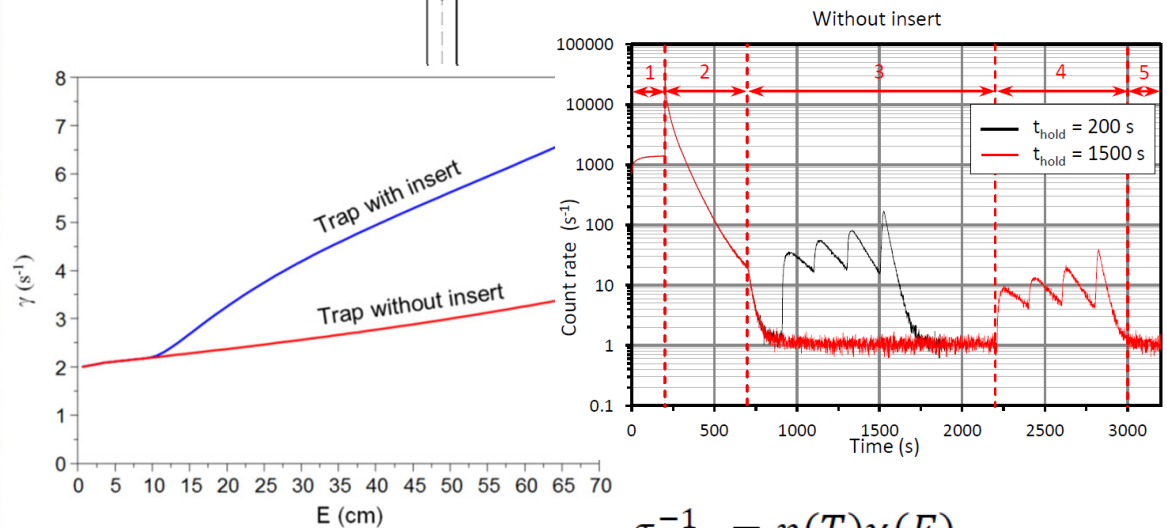 Without insert
8
7
6
5
4
3
2
1
0
γ (s⁻¹)
Trap with insert
Trap without insert
0 5 10 15 20 25 30 35 40 45 50 55 60 65 70
E (cm)
100000
10000
1000
100
10
1
0.1
Count rate (s⁻¹)
1 2 3 4 5
t_hold = 200 s
t_hold = 1500 s
0 500 1000 1500 2000 2500 3000
Time (s)